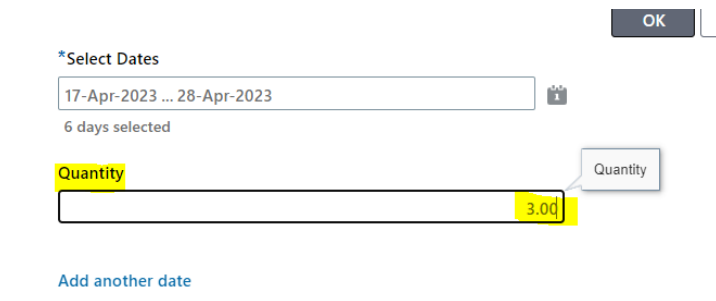 OK
*Select Dates
17-Apr-2023 ... 28-Apr-2023
1
6 days selected
Quantity
Quantity
3.00
Add another date